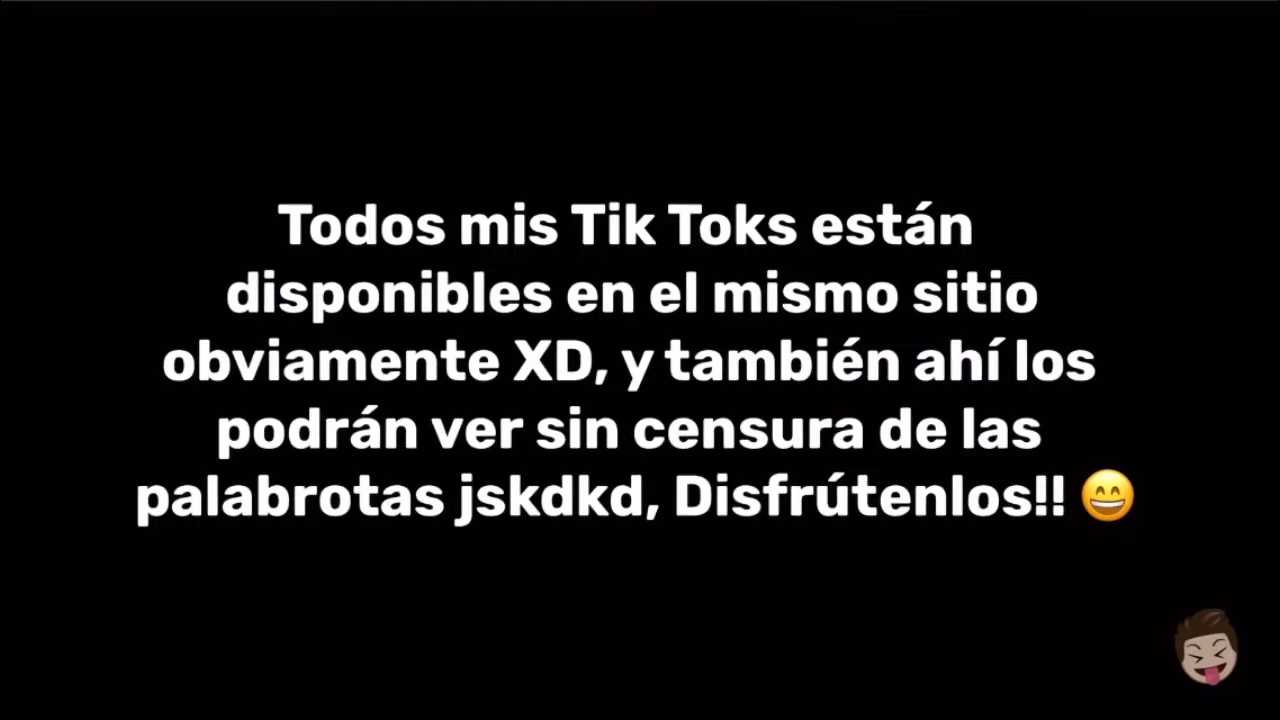 Todos mis Tik Toks están
disponibles en el mismo sitio
obviamente XD, y también ahí los
podrán ver sin censura de las
palabrotas jskdkd, Disfrútenlos!! 😄